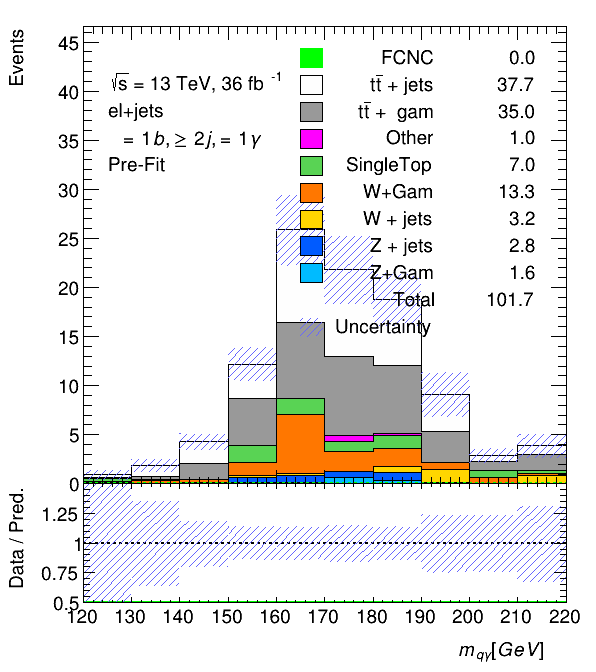 Events
45
40
35
30
25
20
15
10
5
0
√s = 13 TeV, 36 fb⁻¹
el+jets
= 1b, ≥ 2j, = 1γ
Pre-Fit
FCNC 0.0
tt̄ + jets 37.7
tt̄ + gam 35.0
Other 1.0
SingleTop 7.0
W+Gam 13.3
W + jets 3.2
Z + jets 2.8
Z+Gam 1.6
Total 101.7
Uncertainty
Data / Pred.
1.25
1
0.75
0.5
120 130 140 150 160 170 180 190 200 210 220
m_qγ[GeV]